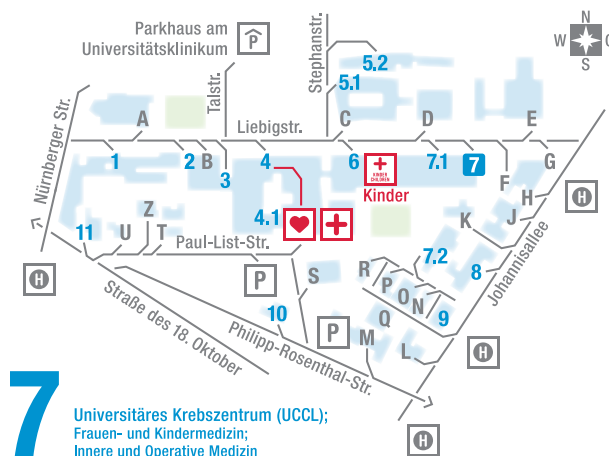 Parkhaus am
Universitätsklinikum
P
N
W O
S
Stephanstr.
5.2
5.1
Talstr.
Nürnberger Str.
A
Liebigstr.
C
D
E
1
2
B
3
4
6
KINDER
CHILDREN
Kinder
7.1
7
F
G
H
H
J
K
4.1
Z
11
U
T
Paul-List-Str.
P
S
R
P
O
N
7.2
8
9
Johannisallee
H
Straße des 18. Oktober
10
Philipp-Rosenthal-Str.
P
Q
M
L
H
H
7
Universitäres Krebszentrum (UCCL);
Frauen- und Kindermedizin;
Innere und Operative Medizin